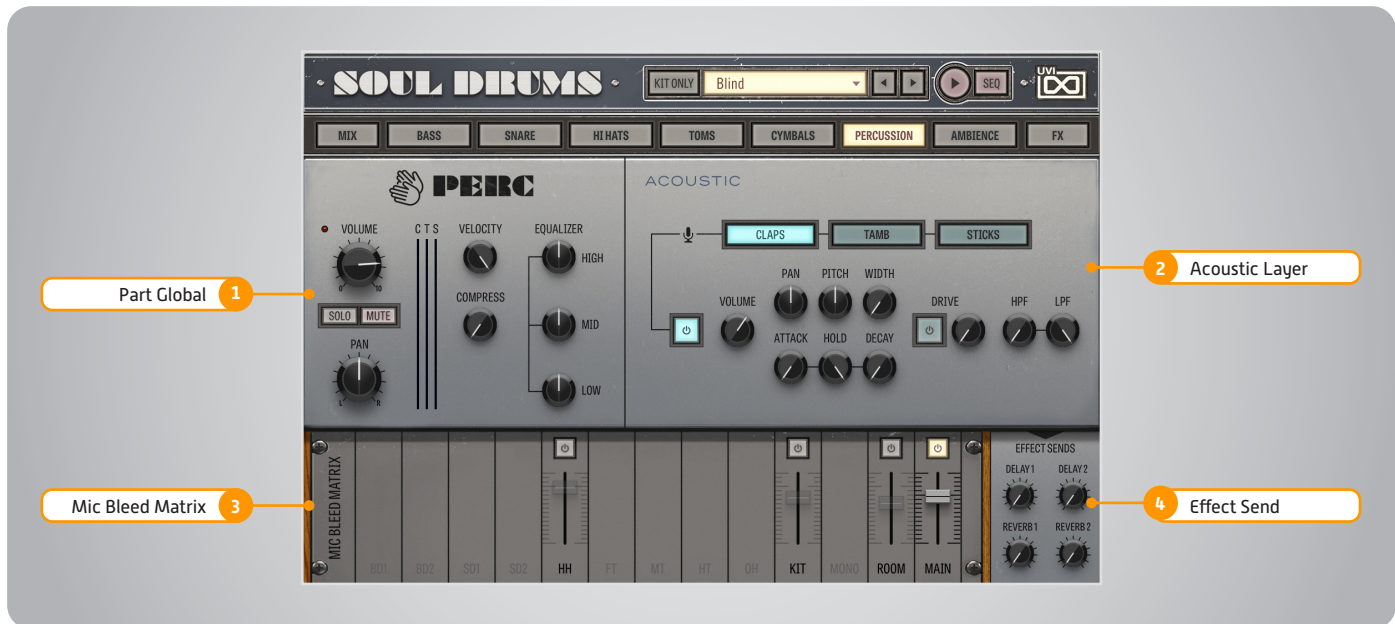 SOUL DRUMS
KIT ONLY
Blind
SEQ
UVI
MIX
BASS
SNARE
HI HATS
TOMS
CYMBALS
PERCUSSION
AMBIENCE
FX
PERC
VOLUME
0
10
SOLO
MUTE
PAN
L
R
C T S
VELOCITY
COMPRESS
EQUALIZER
HIGH
MID
LOW
ACOUSTIC
CLAPS
TAMB
STICKS
VOLUME
PAN
PITCH
WIDTH
ATTACK
HOLD
DECAY
DRIVE
HPF
LPF
Part Global 1
2 Acoustic Layer
MIC BLEED MATRIX
BD1
BD2
SD1
SD2
HH
FT
MT
HT
OH
KIT
MONO
ROOM
MAIN
EFFECT SENDS
DELAY 1
DELAY 2
REVERB 1
REVERB 2
Mic Bleed Matrix 3
4 Effect Send